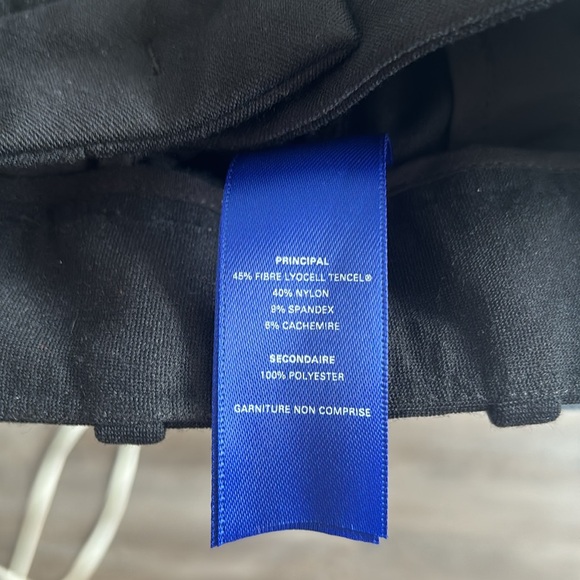 PRINCIPAL
45% FIBRE LYOCELL TENCEL®
40% NYLON
9% SPANDEX
6% CACHEMIRE
SECONDAIRE
100% POLYESTER
GARNITURE NON COMPRISE